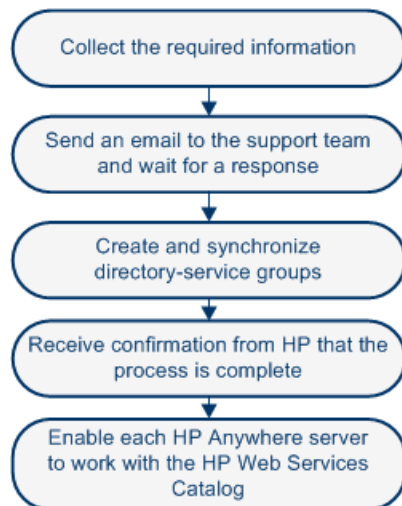 Collect the required information
Send an email to the support team
and wait for a response
Create and synchronize
directory-service groups
Receive confirmation from HP that the
process is complete
Enable each HP Anywhere server
to work with the HP Web Services
Catalog